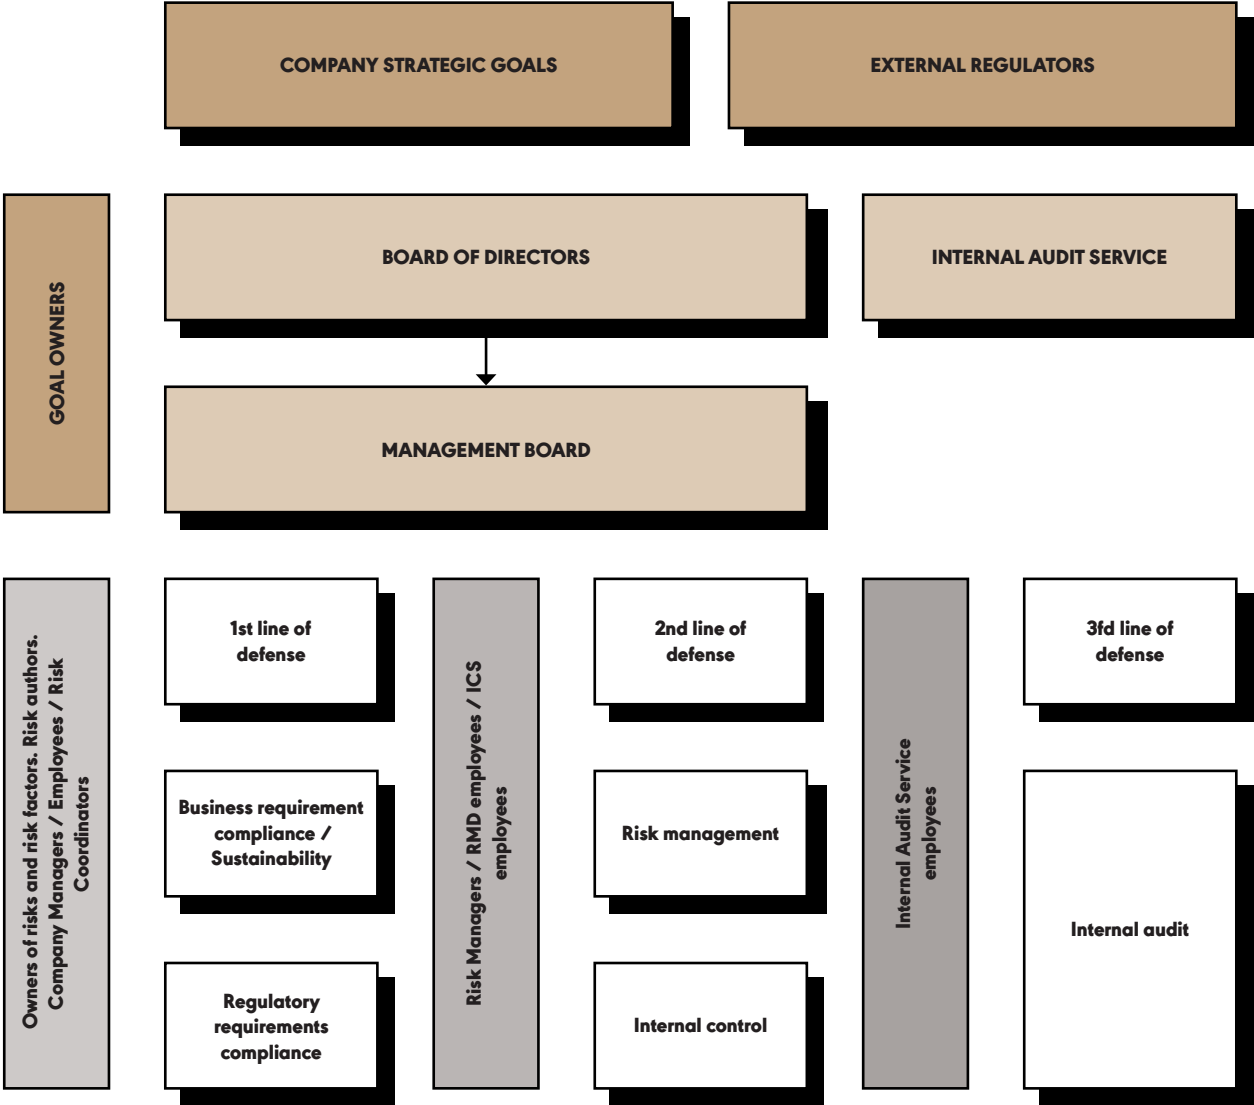 COMPANY STRATEGIC GOALS
EXTERNAL REGULATORS
GOAL OWNERS
BOARD OF DIRECTORS
INTERNAL AUDIT SERVICE
MANAGEMENT BOARD
Owners of risks and risk factors. Risk authors.
Company Managers / Employees / Risk
Coordinators
1st line of
defense
Business requirement
compliance /
Sustainability
Regulatory
requirements
compliance
Risk Managers / RMD employees / ICS
employees
2nd line of
defense
Risk management
Internal control
Internal Audit Service
employees
3fd line of
defense
Internal audit